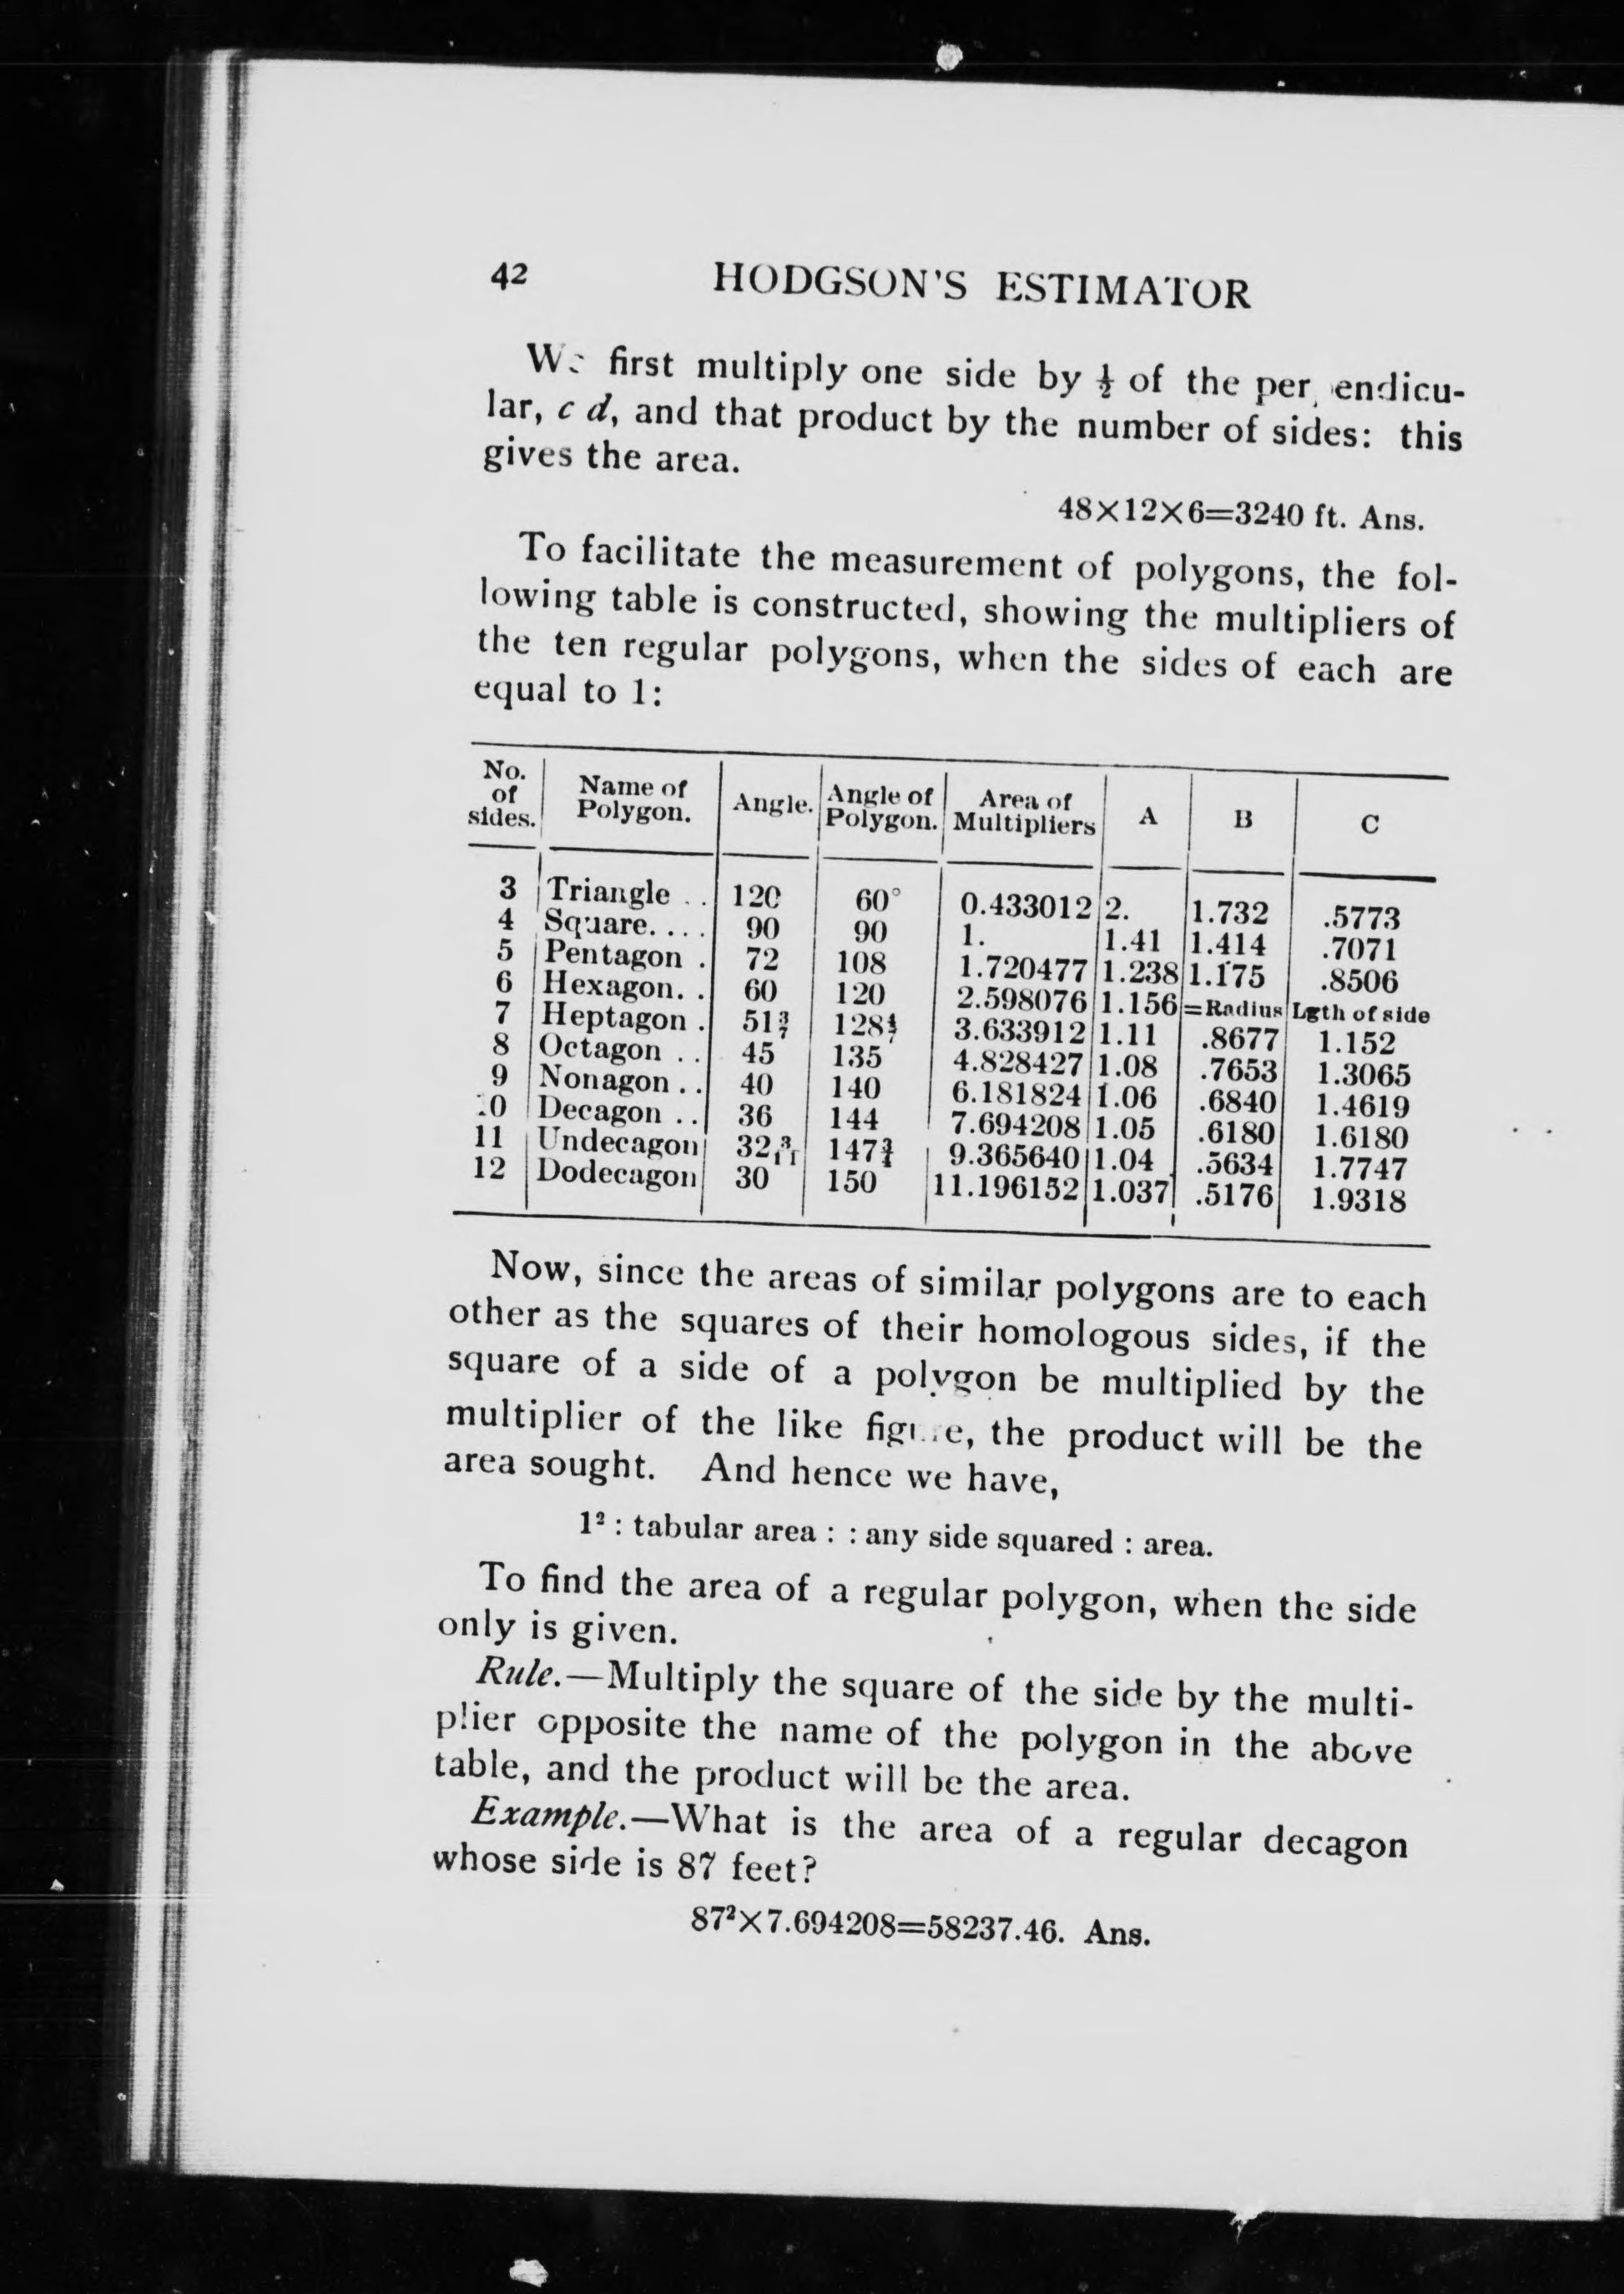 42 HODGSON'S ESTIMATOR
We first multiply one side by ½ of the perpendicu-
lar, c d, and that product by the number of sides: this
gives the area.
48×12×6=3240 ft. Ans.
To facilitate the measurement of polygons, the fol-
lowing table is constructed, showing the multipliers of
the ten regular polygons, when the sides of each are
equal to 1:
No. of sides. Name of Polygon. Angle. Angle of Polygon. Area of Multipliers A B C
3 Triangle .. 120 60° 0.433012 2. 1.732 .5773
4 Square.... 90 90 1. 1.41 1.414 .7071
5 Pentagon . 72 108 1.720477 1.238 1.175 .8506
6 Hexagon.. 60 120 2.598076 1.156 =Radius Lgth of side
7 Heptagon . 51 3/7 128 4/7 3.633912 1.11 .8677 1.152
8 Octagon .. 45 135 4.828427 1.08 .7653 1.3065
9 Nonagon .. 40 140 6.181824 1.06 .6840 1.4619
10 Decagon .. 36 144 7.694208 1.05 .6180 1.6180
11 Undecagon 32 3/11 147¾ 9.365640 1.04 .5634 1.7747
12 Dodecagon 30 150 11.196152 1.037 .5176 1.9318
Now, since the areas of similar polygons are to each
other as the squares of their homologous sides, if the
square of a side of a polygon be multiplied by the
multiplier of the like figure, the product will be the
area sought. And hence we have,
1² : tabular area : : any side squared : area.
To find the area of a regular polygon, when the side
only is given.
Rule.—Multiply the square of the side by the multi-
plier opposite the name of the polygon in the above
table, and the product will be the area.
Example.—What is the area of a regular decagon
whose side is 87 feet?
87²×7.694208=58237.46. Ans.